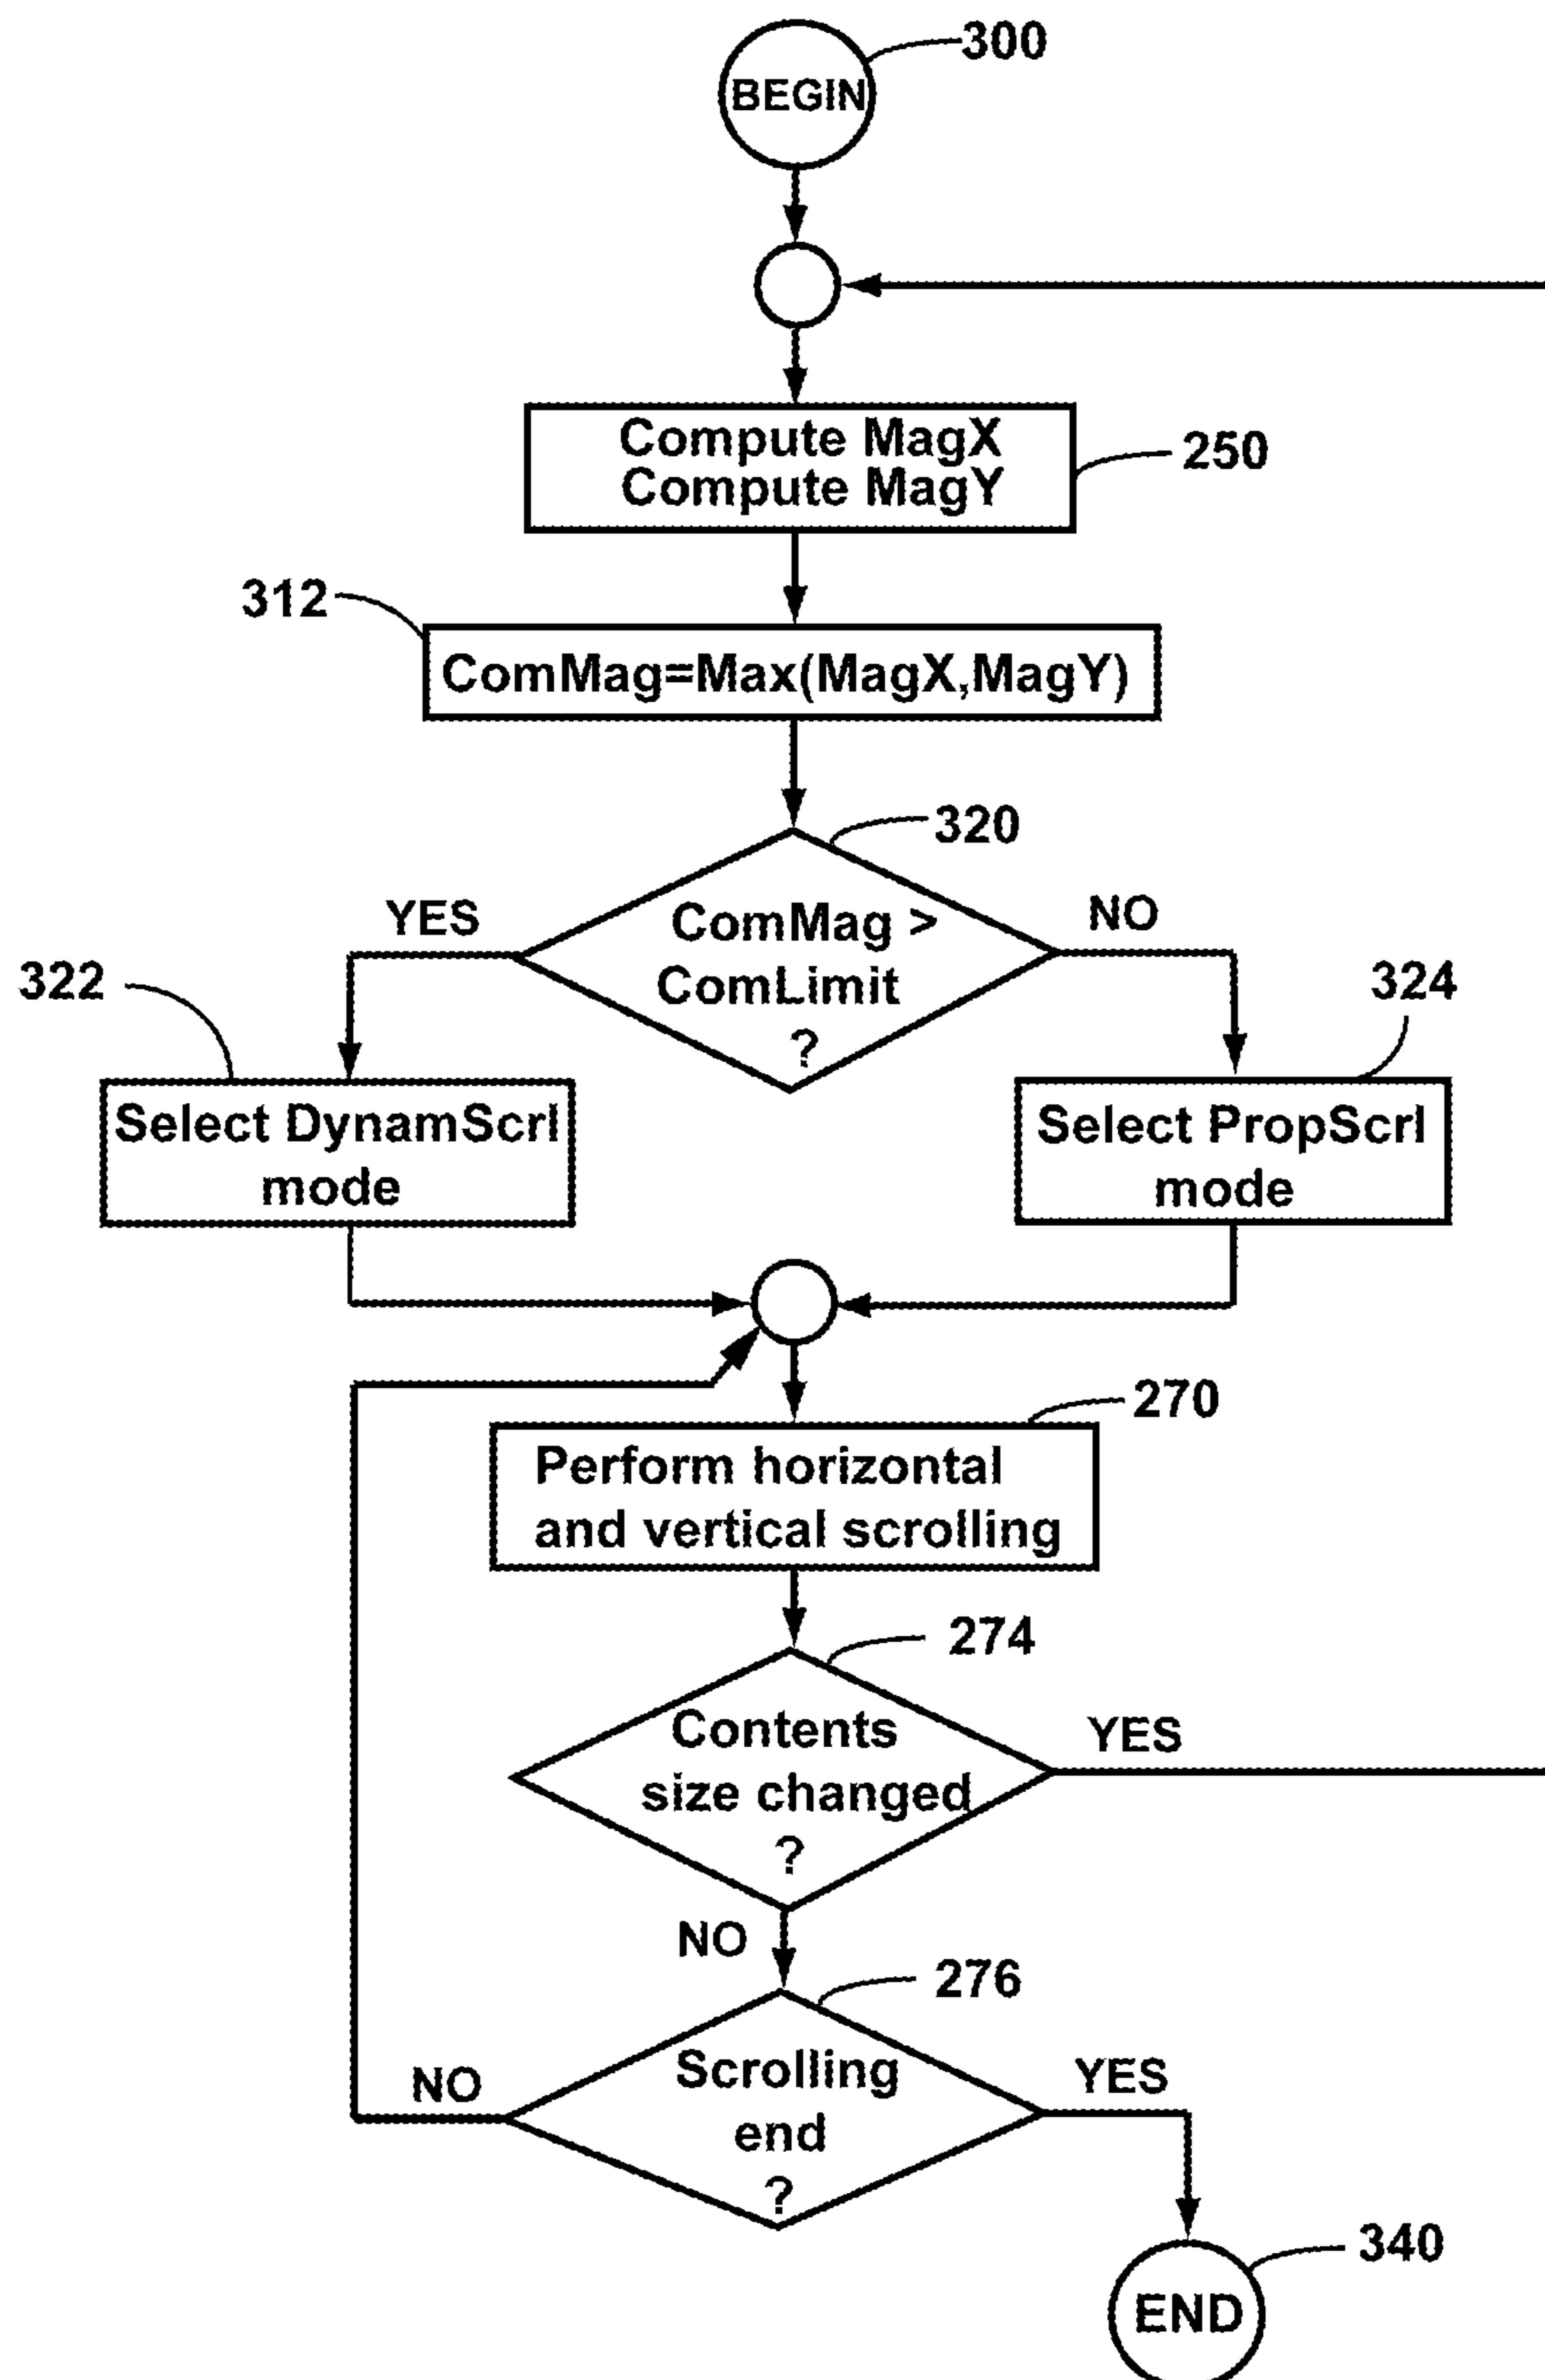 300
BEGIN
Compute MagX
Compute MagY
250
312
ComMag=Max(MagX,MagY)
320
ComMag >
ComLimit
?
YES
NO
322
324
Select DynamScrl
mode
Select PropScrl
mode
270
Perform horizontal
and vertical scrolling
274
Contents
size changed
?
YES
NO
276
Scrolling
end
?
NO
YES
340
END